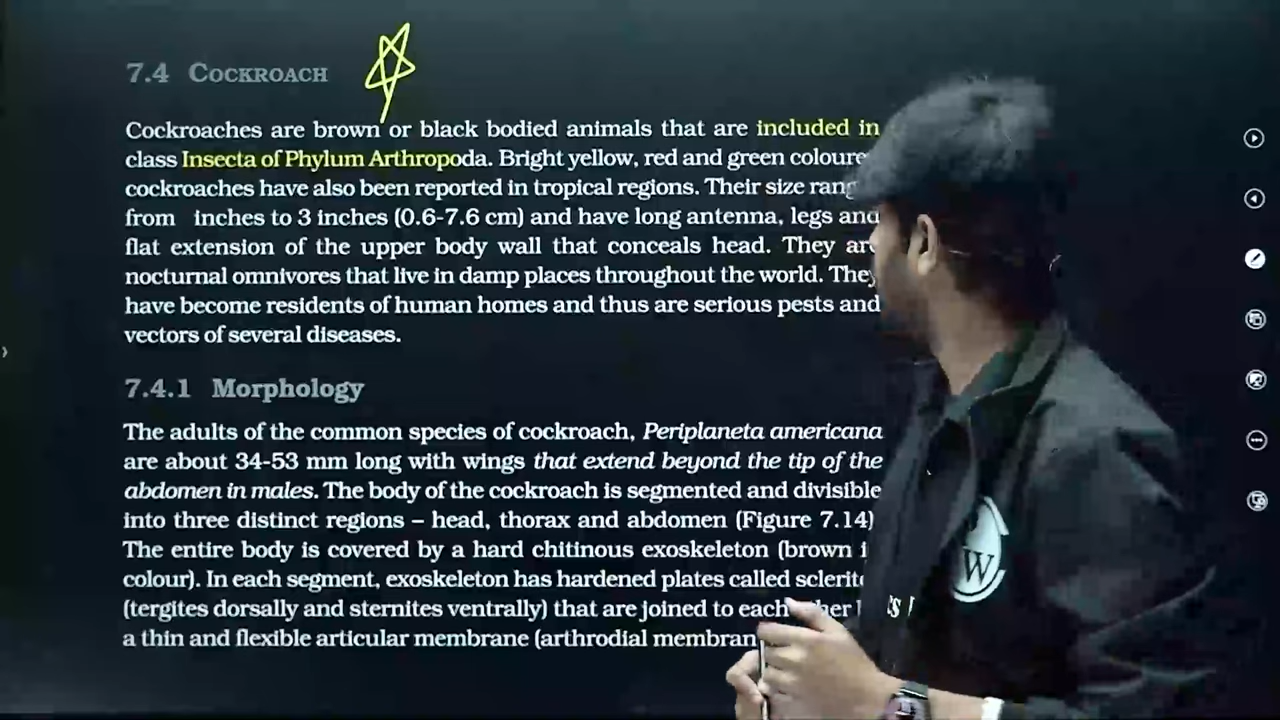 7.4 COCKROACH
Cockroaches are brown or black bodied animals that are included in
class Insecta of Phylum Arthropoda. Bright yellow, red and green coloure
cockroaches have also been reported in tropical regions. Their size rang
from inches to 3 inches (0.6-7.6 cm) and have long antenna, legs and
flat extension of the upper body wall that conceals head. They are
nocturnal omnivores that live in damp places throughout the world. They
have become residents of human homes and thus are serious pests and
vectors of several diseases.
7.4.1 Morphology
The adults of the common species of cockroach, Periplaneta americana
are about 34-53 mm long with wings that extend beyond the tip of the
abdomen in males. The body of the cockroach is segmented and divisible
into three distinct regions – head, thorax and abdomen (Figure 7.14)
The entire body is covered by a hard chitinous exoskeleton (brown i
colour). In each segment, exoskeleton has hardened plates called sclerit
(tergites dorsally and sternites ventrally) that are joined to each
a thin and flexible articular membrane (arthrodial membran
W